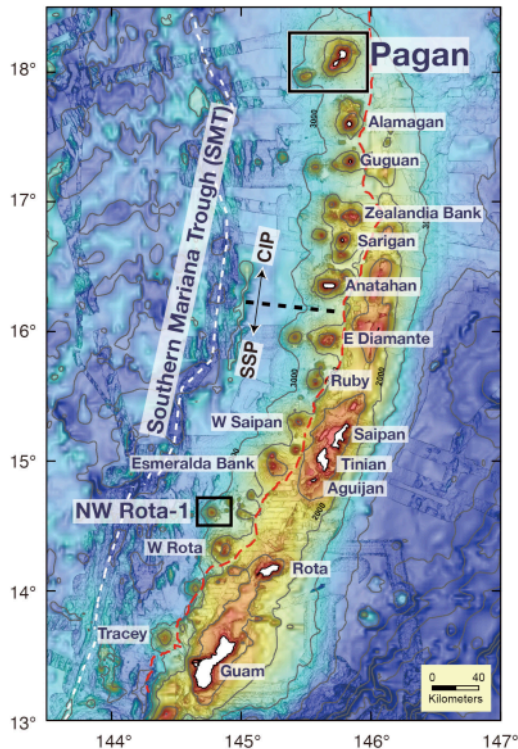 147°
18°
Pagan
3000
Alamagan
Guguan
17°
Zealandia Bank
Sarigan
Southern Mariana Trough (SMT)
CIP
Anatahan
16°
SSP
E Diamante
3000
2000
Ruby
W Saipan
Saipan
15°
Esmeralda Bank
Tinian
Aguijan
2000
NW Rota-1
W Rota
14°
Rota
Tracey
Guam
0 40
Kilometers
13°
144° 145° 146°